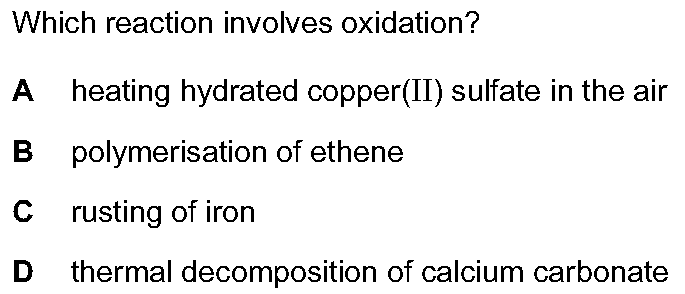 Which reaction involves oxidation?
A heating hydrated copper(II) sulfate in the air
B polymerisation of ethene
C rusting of iron
D thermal decomposition of calcium carbonate